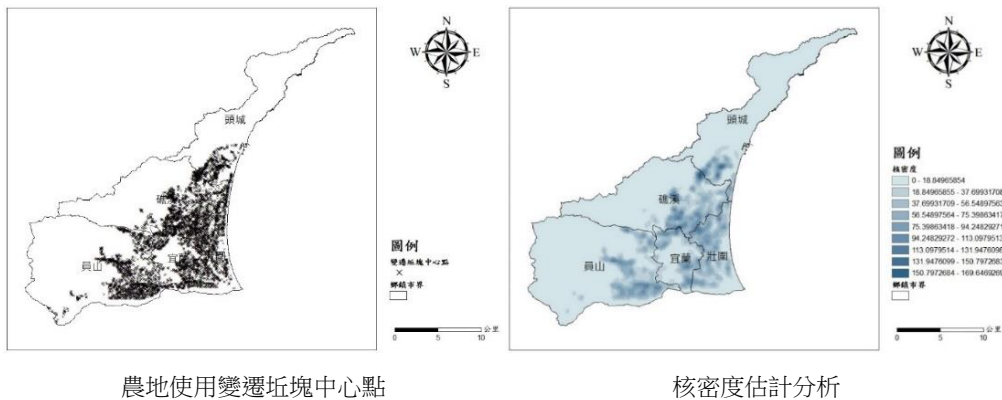 N
W
E
S
頭城
員山
圖例
變遷坵塊中心點
鄉鎮市界
公里
0 5 10
農地使用變遷坵塊中心點
N
W
E
S
頭城
礁溪
員山
宜蘭
壯圍
圖例
核密度
0 - 18.84965854
18.84965855 - 37.69931708
37.69931709 - 56.5489756
56.54897564 - 75.39863417
75.39863418 - 94.24829271
94.24829272 - 113.0979513
113.0979514 - 131.9476098
131.9476099 - 150.7972683
150.7972684 - 169.6469269
鄉鎮市界
公里
0 5 10
核密度估計分析